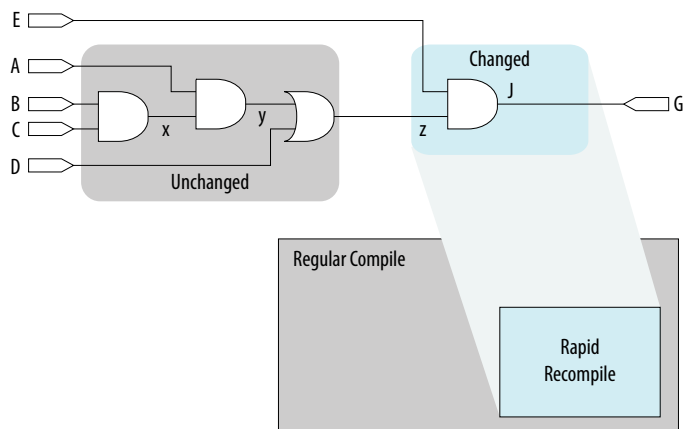 E
A
Changed
B
C
x
y
z
J
G
D
Unchanged
Regular Compile
Rapid
Recompile